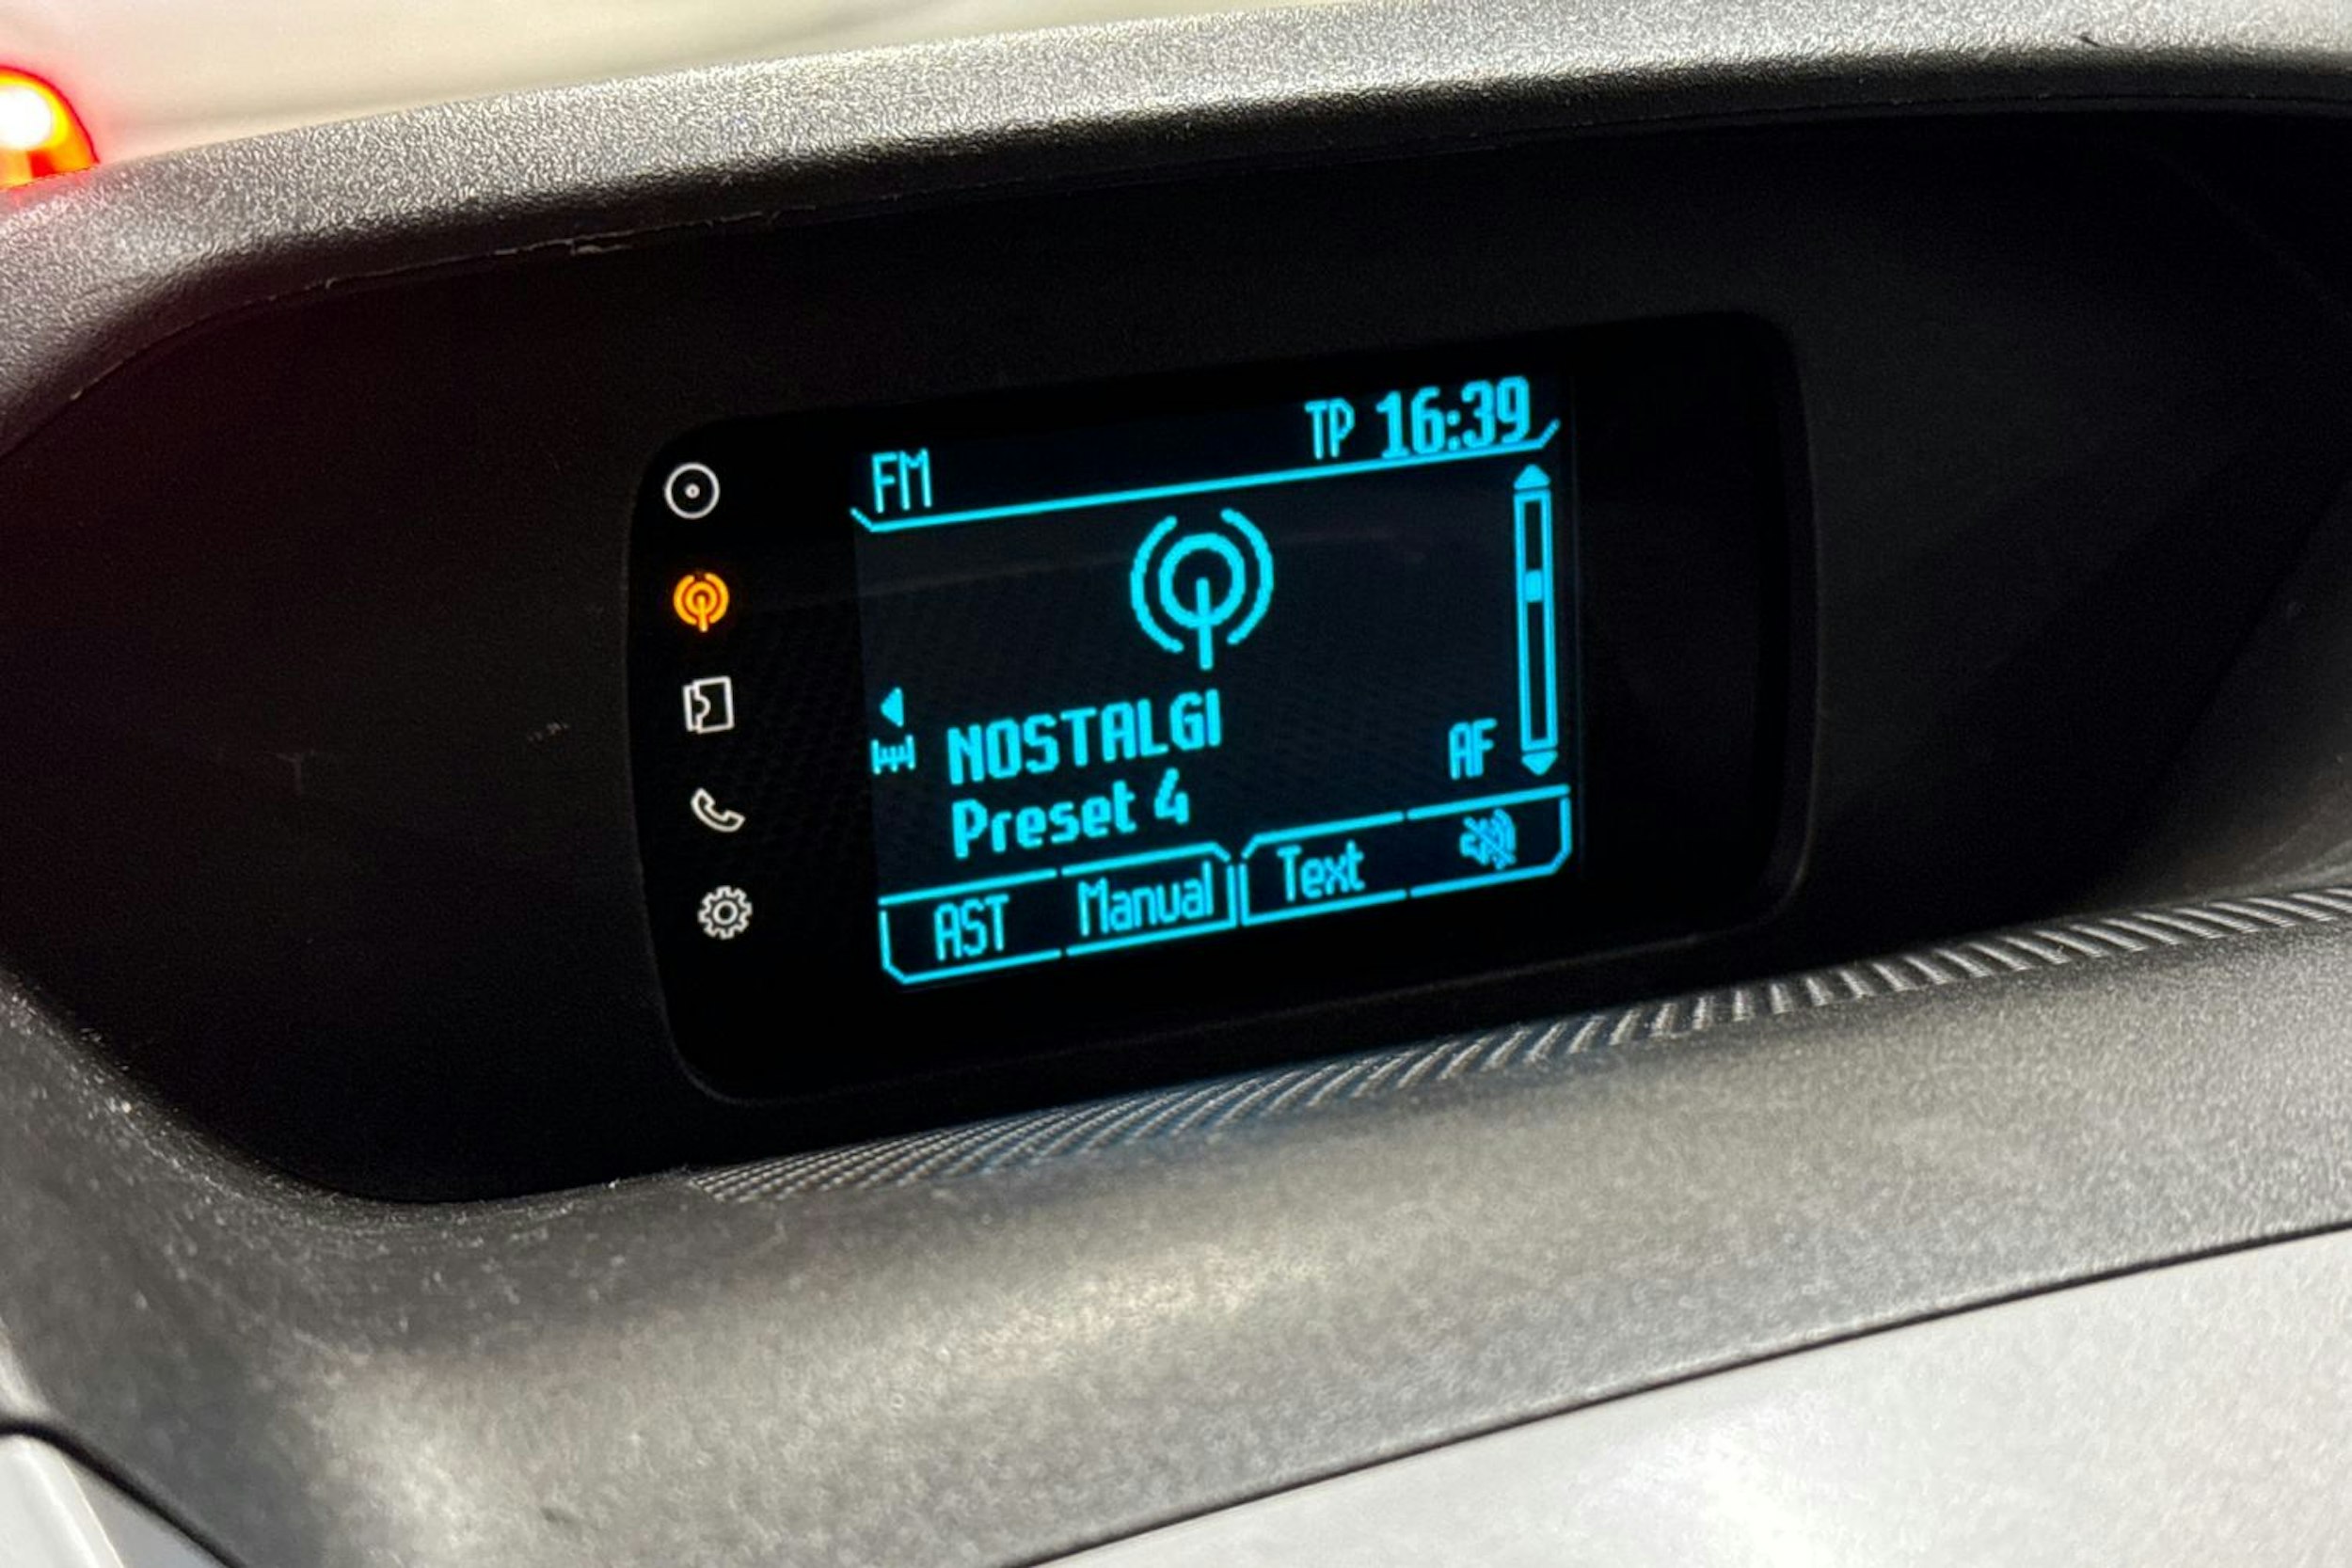 FM TP 16:39
NOSTALGI
AF
Preset 4
AST Manual Text